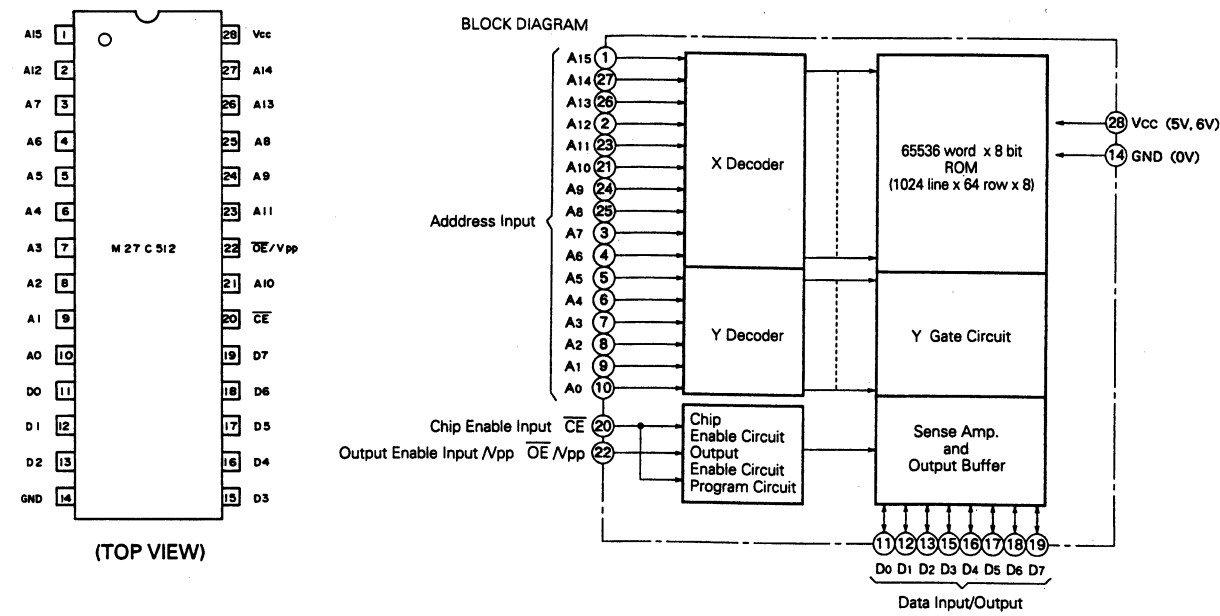 A15 1 28 Vcc
A12 2 27 A14
A7 3 26 A13
A6 4 25 A8
A5 5 24 A9
A4 6 23 A11
A3 7 M27C512 22 OE/Vpp
A2 8 21 A10
A1 9 20 CE
A0 10 19 D7
D0 11 18 D6
D1 12 17 D5
D2 13 16 D4
GND 14 15 D3
(TOP VIEW)
BLOCK DIAGRAM
Adddress Input
A15 1
A14 27
A13 26
A12 2
A11 23
A10 21
A9 24
A8 25
A7 3
A6 4
A5 5
A4 6
A3 7
A2 8
A1 9
A0 10
Chip Enable Input CE 20
Output Enable Input /Vpp OE /Vpp 22
X Decoder
Y Decoder
Chip
Enable Circuit
Output
Enable Circuit
Program Circuit
65536 word x 8 bit
ROM
(1024 line x 64 row x 8)
Y Gate Circuit
Sense Amp.
and
Output Buffer
28 Vcc (5V, 6V)
14 GND (0V)
11 12 13 15 16 17 18 19
D0 D1 D2 D3 D4 D5 D6 D7
Data Input/Output